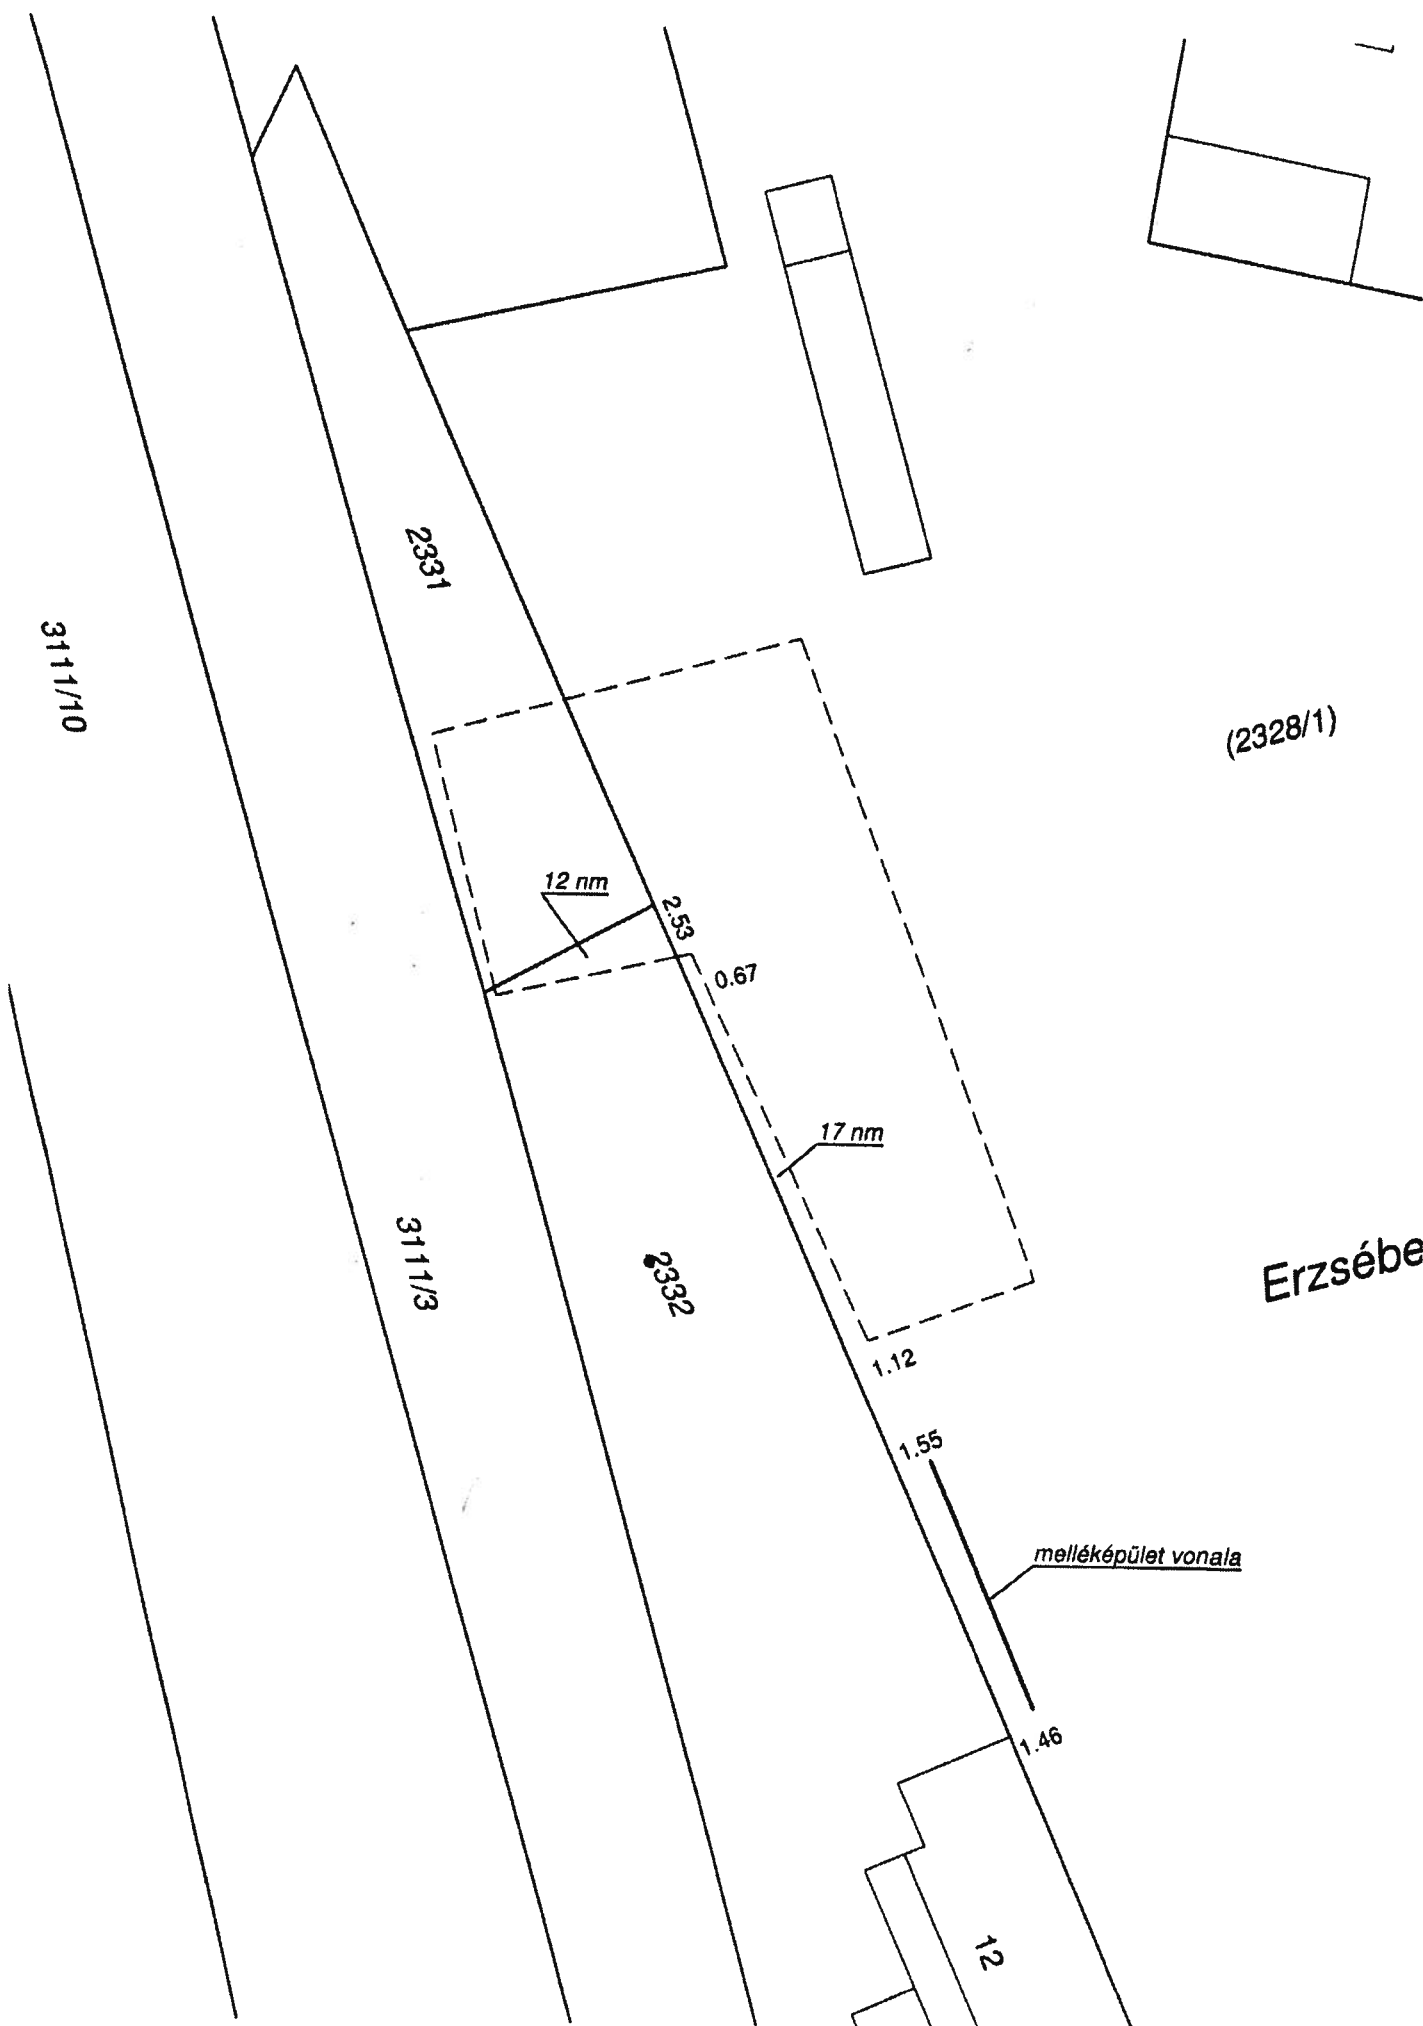 2331
3111/10
(2328/1)
12 nm
2.53
0.67
17 nm
3111/3
2332
Erzsébe
1.12
1.55
melléképület vonala
1.46
12